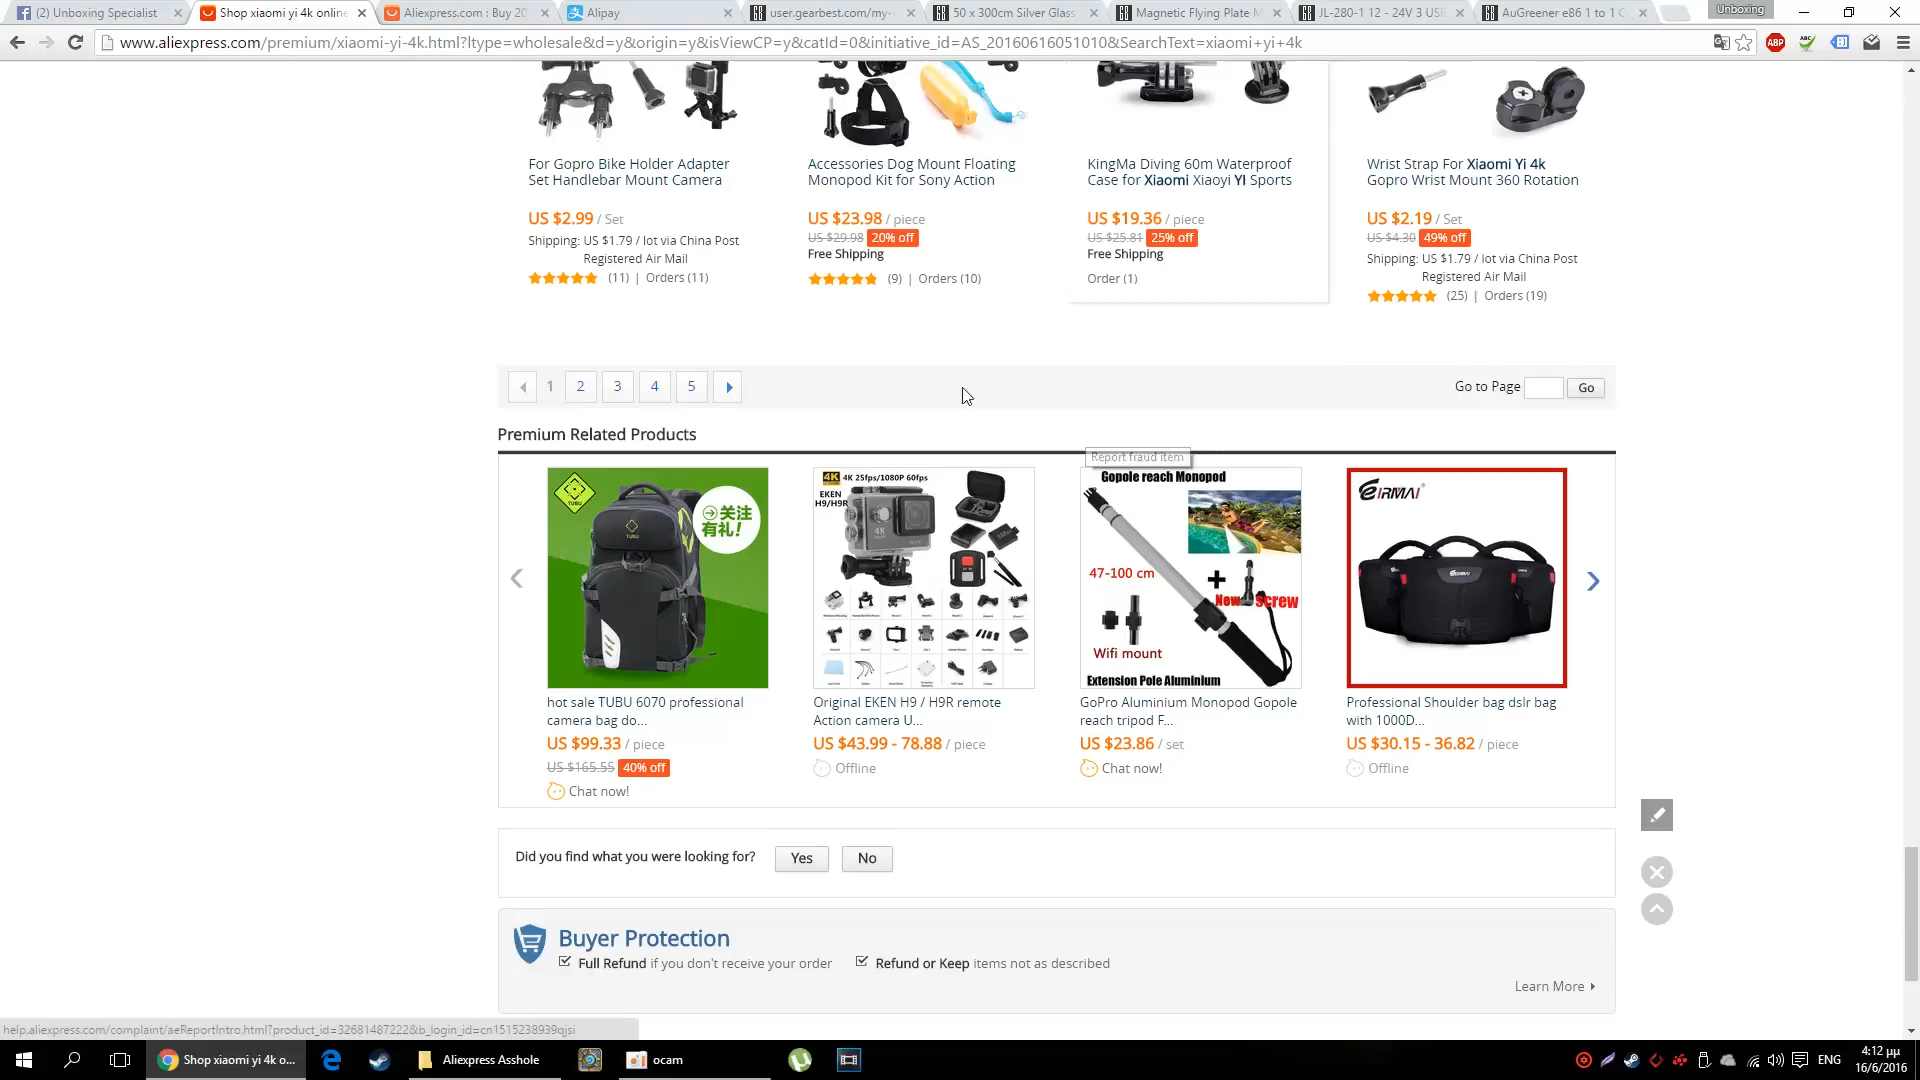 (2) Unboxing Specialist
Shop xiaomi yi 4k online
Aliexpress.com : Buy 20
Alipay
user.gearbest.com/my-
50 x 300cm Silver Glass
Magnetic Flying Plate M
JL-280-1 12 - 24V 3 USB
AuGreener e86 1 to 1 C
Unboxing
www.aliexpress.com/premium/xiaomi-yi-4k.html?ltype=wholesale&d=y&origin=y&isViewCP=y&catId=0&initiative_id=AS_20160616051010&SearchText=xiaomi+yi+4k
ABP
For Gopro Bike Holder Adapter
Set Handlebar Mount Camera
US $2.99 / Set
Shipping: US $1.79 / lot via China Post
Registered Air Mail
(11) | Orders (11)
Accessories Dog Mount Floating
Monopod Kit for Sony Action
US $23.98 / piece
US $29.98 20% off
Free Shipping
(9) | Orders (10)
KingMa Diving 60m Waterproof
Case for Xiaomi Xiaoyi YI Sports
US $19.36 / piece
US $25.81 25% off
Free Shipping
Order (1)
Wrist Strap For Xiaomi Yi 4k
Gopro Wrist Mount 360 Rotation
US $2.19 / Set
US $4.30 49% off
Shipping: US $1.79 / lot via China Post
Registered Air Mail
(25) | Orders (19)
1 2 3 4 5
Go to Page Go
Premium Related Products
Report fraud item
TUBU
关注
有礼!
TUBU
4K 4K 25fps/1080P 60fps
EKEN
H9/H9R
4K
Gopole reach Monopod
47-100 cm
New screw
Wifi mount
Extension Pole Aluminium
EIRMAI
EIRMAI
hot sale TUBU 6070 professional
camera bag do...
US $99.33 / piece
US $165.55 40% off
Chat now!
Original EKEN H9 / H9R remote
Action camera U...
US $43.99 - 78.88 / piece
Offline
GoPro Aluminium Monopod Gopole
reach tripod F...
US $23.86 / set
Chat now!
Professional Shoulder bag dslr bag
with 1000D...
US $30.15 - 36.82 / piece
Offline
Did you find what you were looking for? Yes No
Buyer Protection
Full Refund if you don't receive your order
Refund or Keep items not as described
Learn More
help.aliexpress.com/complaint/aeReportIntro.html?product_id=32681487222&b_login_id=cn1515238939qjsi
Shop xiaomi yi 4k o...
Aliexpress Asshole
ocam
ENG
4:12 μμ
16/6/2016